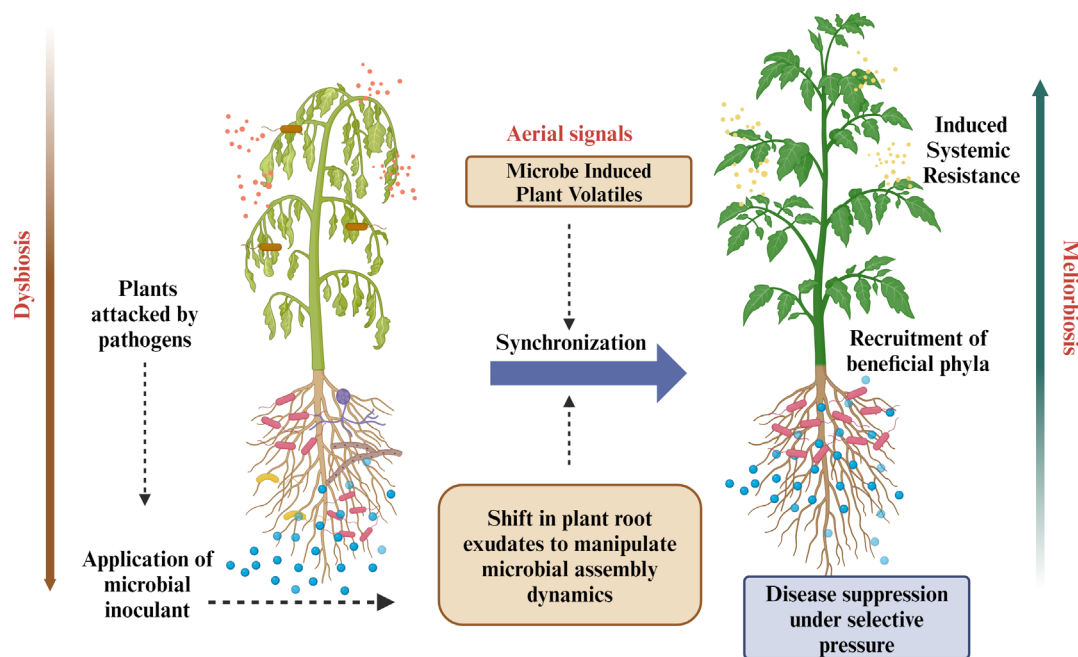 Dysbiosis
Plants
attacked by
pathogens
Application of
microbial
inoculant
Aerial signals
Microbe Induced
Plant Volatiles
Synchronization
Shift in plant root
exudates to manipulate
microbial assembly
dynamics
Induced
Systemic
Resistance
Recruitment of
beneficial phyla
Disease suppression
under selective
pressure
Meliorbiosis